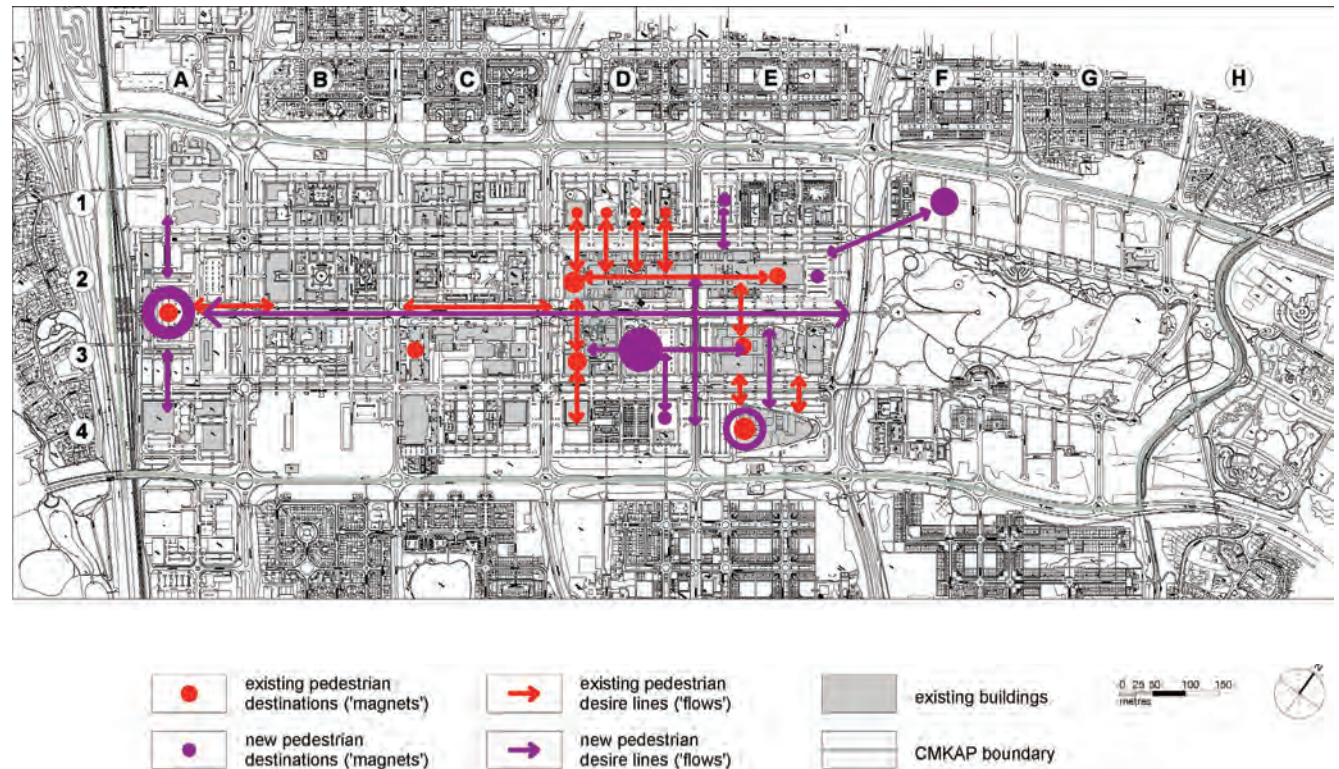 A
B
C
D
E
F
G
H
1
2
3
4
existing pedestrian
destinations ('magnets')
new pedestrian
destinations ('magnets')
existing pedestrian
desire lines ('flows')
new pedestrian
desire lines ('flows')
existing buildings
CMKAP boundary
0 25 50 100 150
metres
N